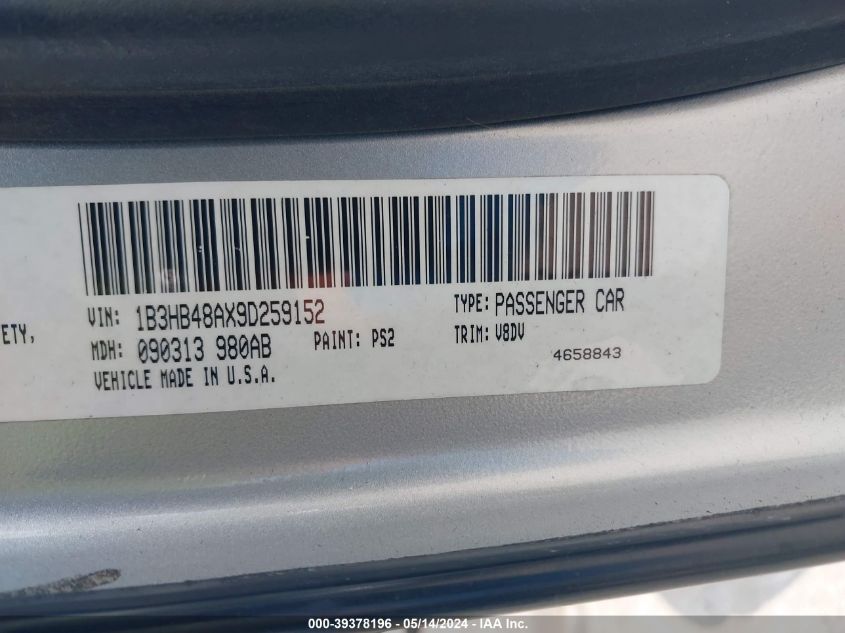 ETY,
VIN: 1B3HB48AX9D259152 TYPE: PASSENGER CAR
MDH: 090313 980AB PAINT: PS2 TRIM: V8DV
VEHICLE MADE IN U.S.A. 4658843
000-39378196 - 05/14/2024 - © IAA Inc.